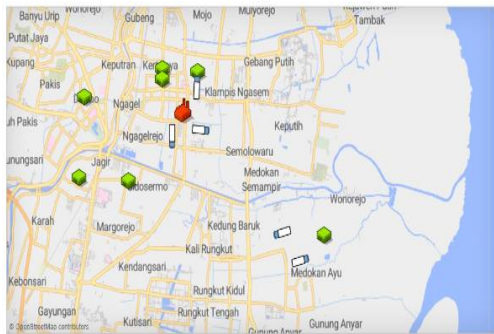 Banyu Urip
Wonorejo
Gubeng
Mojo
Mulyorejo
Tambak
Putat Jaya
Kupang
Keputran
Gebang Putih
Pakis
Ngagel
Klampis Ngasem
uh Pakis
Ngagelrejo
Keputih
unungsari
Jagir
Semolowaru
Medokan
Semampir
Wonorejo
Karah
Margorejo
Kedung Baruk
Kali Rungkut
Kendangsari
Medokan Ayu
Kebonsari
Rungkut Kidul
Gayungan
Rungkut Tengah
Kutisari
Gunung Anyar
Gunung Anyar
© OpenStreetMap contributors